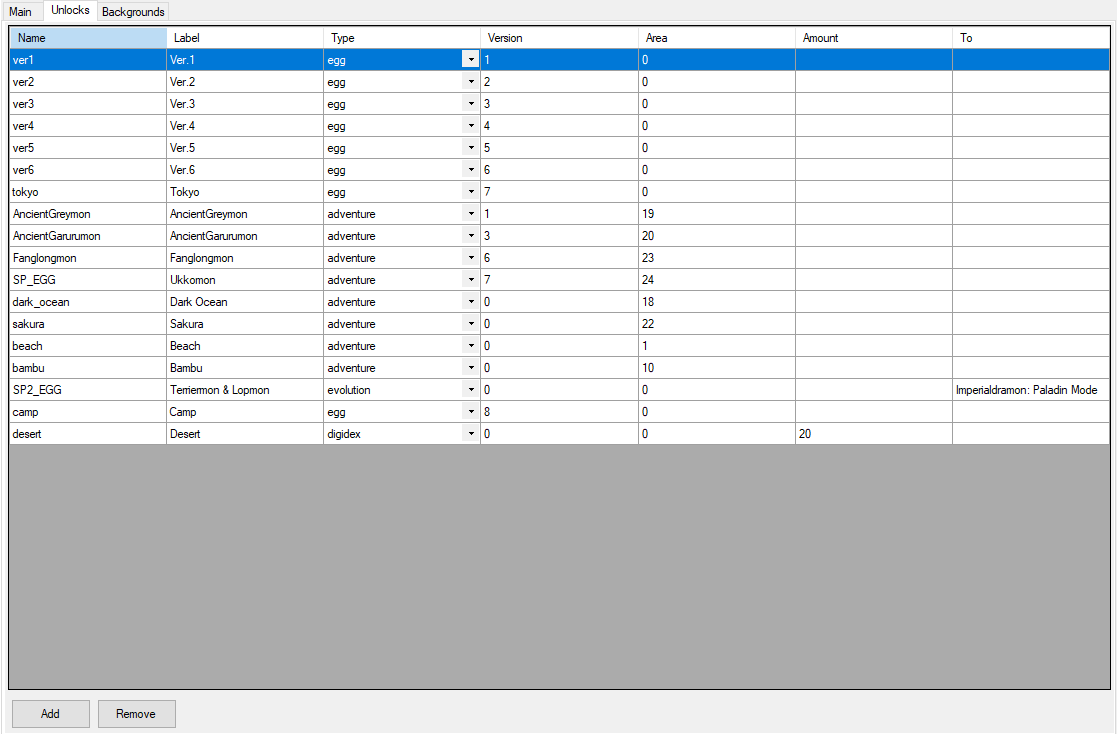 Main Unlocks Backgrounds
Name Label Type Version Area Amount To
ver1 Ver.1 egg 1 0
ver2 Ver.2 egg 2 0
ver3 Ver.3 egg 3 0
ver4 Ver.4 egg 4 0
ver5 Ver.5 egg 5 0
ver6 Ver.6 egg 6 0
tokyo Tokyo egg 7 0
AncientGreymon AncientGreymon adventure 1 19
AncientGarurumon AncientGarurumon adventure 3 20
Fanglongmon Fanglongmon adventure 6 23
SP_EGG Ukkomon adventure 7 24
dark_ocean Dark Ocean adventure 0 18
sakura Sakura adventure 0 22
beach Beach adventure 0 1
bambu Bambu adventure 0 10
SP2_EGG Terriermon & Lopmon evolution 0 0 Imperialdramon: Paladin Mode
camp Camp egg 8 0
desert Desert digidex 0 0 20
Add Remove